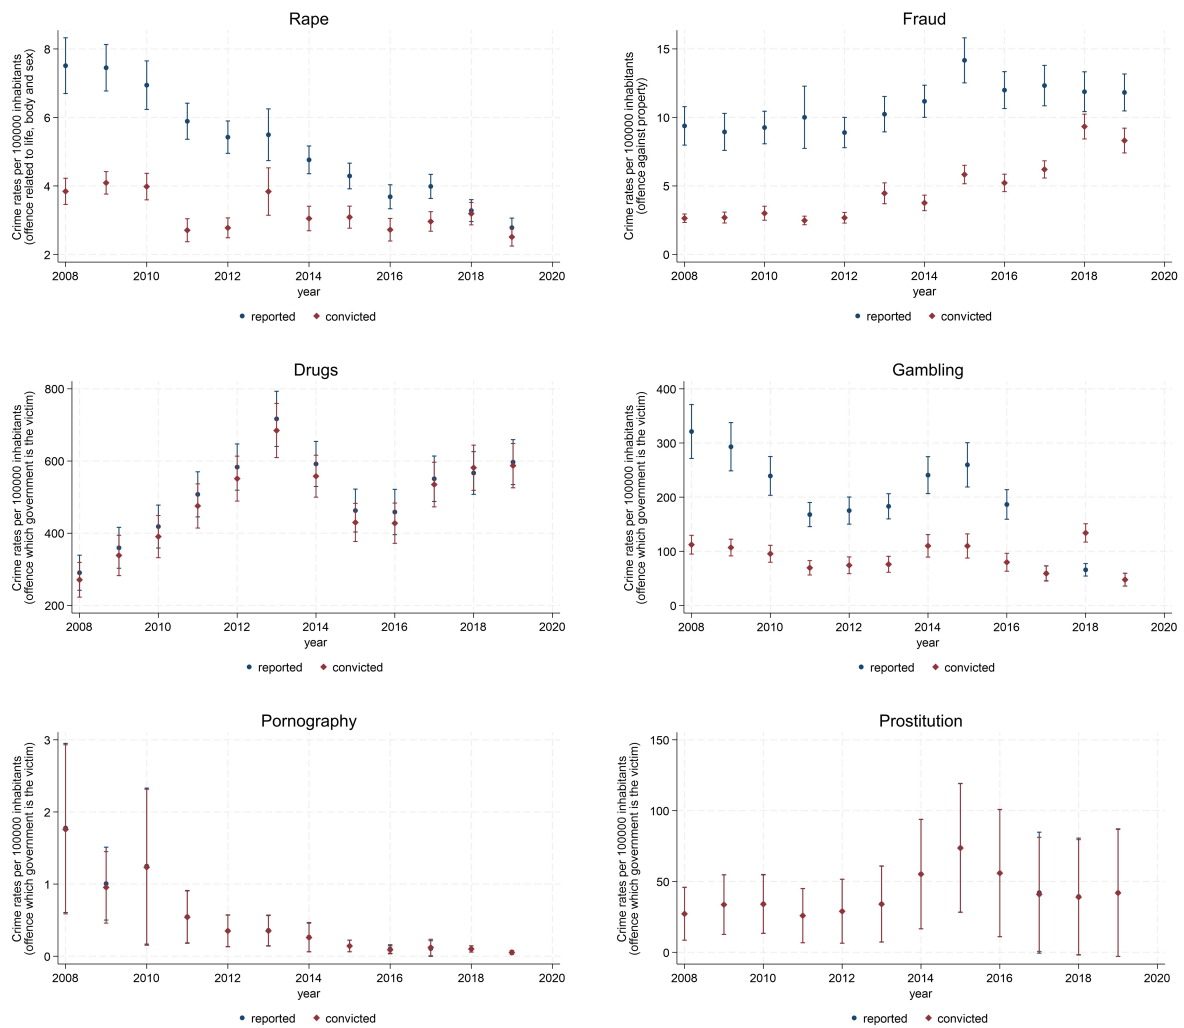 Rape
Crime rates per 100000 inhabitants
(offence related to life, body and sex)
8
6
4
2
2008 2010 2012 2014 2016 2018 2020
year
reported convicted
Fraud
Crime rates per 100000 inhabitants
(offence against property)
15
10
5
0
2008 2010 2012 2014 2016 2018 2020
year
reported convicted
Drugs
Crime rates per 100000 inhabitants
(offence which government is the victim)
800
600
400
200
2008 2010 2012 2014 2016 2018 2020
year
reported convicted
Gambling
Crime rates per 100000 inhabitants
(offence which government is the victim)
400
300
200
100
0
2008 2010 2012 2014 2016 2018 2020
year
reported convicted
Pornography
Crime rates per 100000 inhabitants
(offence which government is the victim)
3
2
1
0
2008 2010 2012 2014 2016 2018 2020
year
reported convicted
Prostitution
Crime rates per 100000 inhabitants
(offence which government is the victim)
150
100
50
0
2008 2010 2012 2014 2016 2018 2020
year
reported convicted